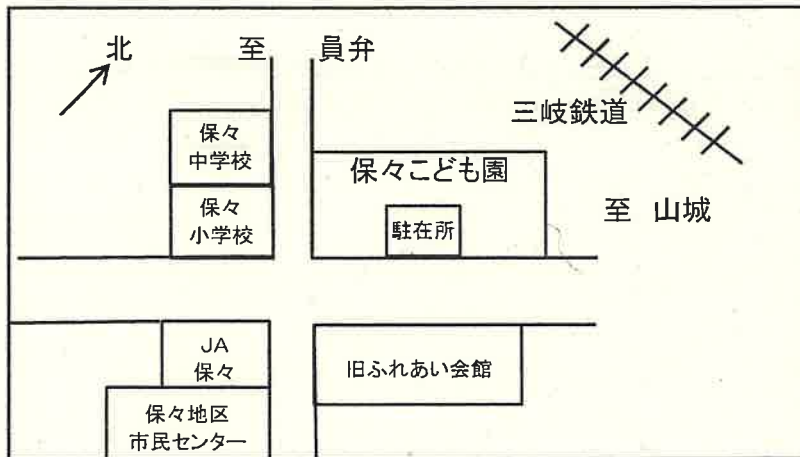 北
至 員弁
三岐鉄道
保々
中学校
保々こども園
保々
小学校
駐在所
至 山城
JA
保々
旧ふれあい会館
保々地区
市民センター